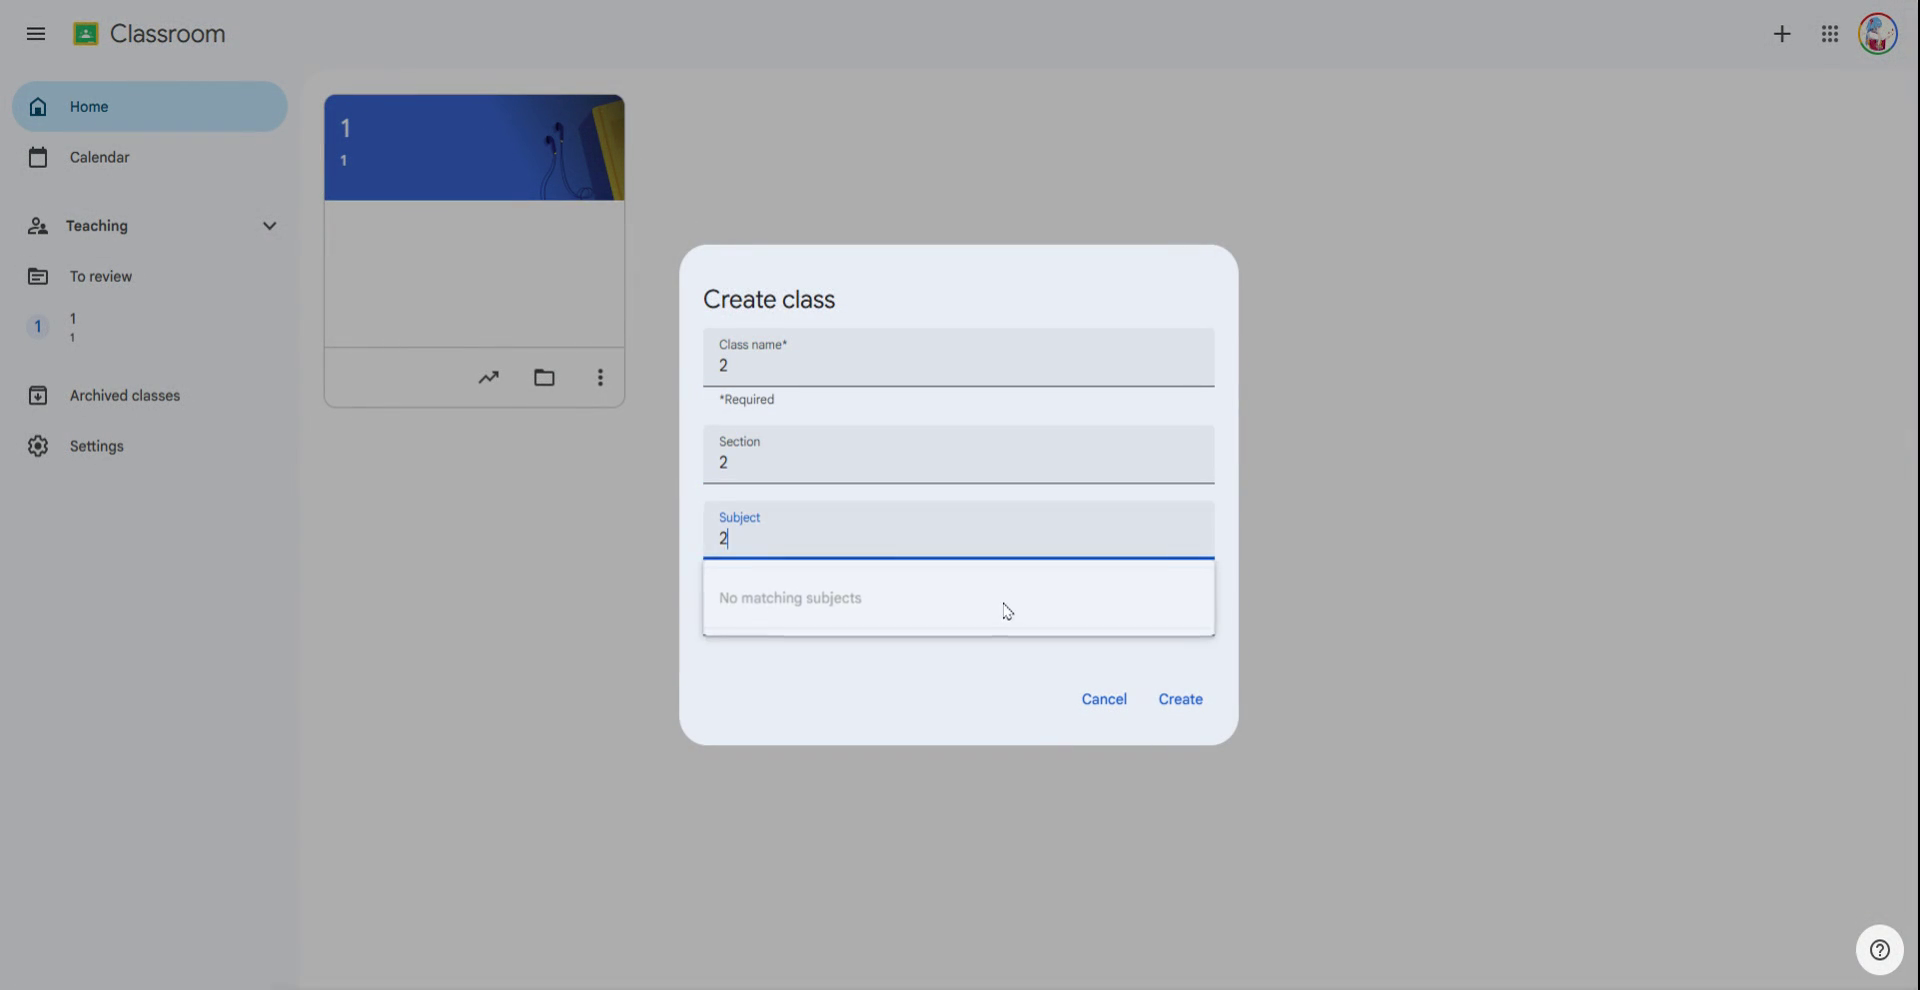 Classroom
Home
Calendar
Teaching
To review
1
1
1
Archived classes
Settings
1
1
Create class
Class name*
2
*Required
Section
2
Subject
2
No matching subjects
Cancel
Create